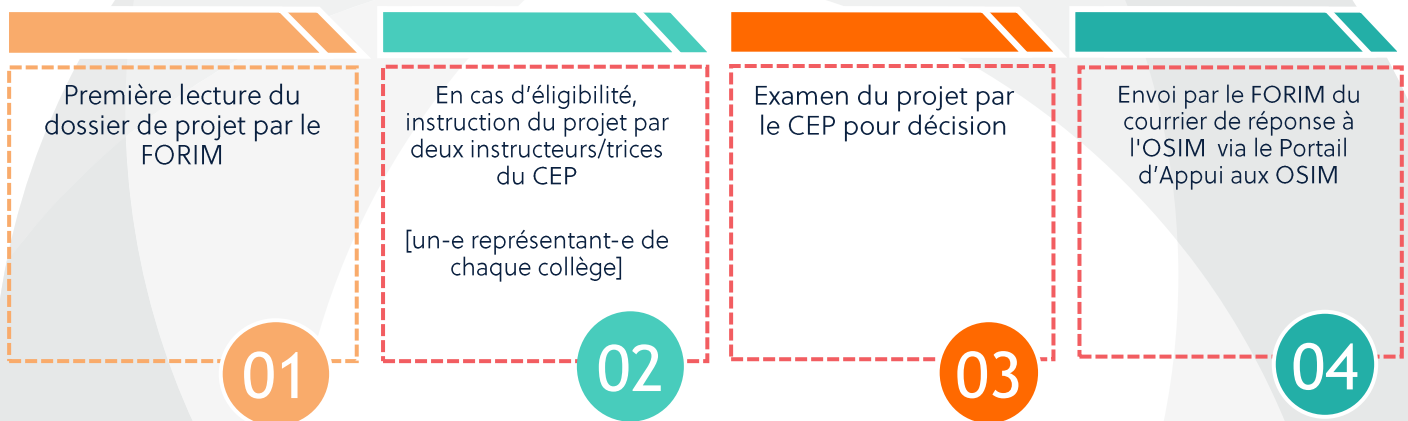 Première lecture du
dossier de projet par le
FORIM
01
En cas d’éligibilité,
instruction du projet par
deux instructeurs/trices
du CEP
[un-e représentant-e de
chaque collège]
02
Examen du projet par
le CEP pour décision
03
Envoi par le FORIM du
courrier de réponse à
l'OSIM via le Portail
d’Appui aux OSIM
04